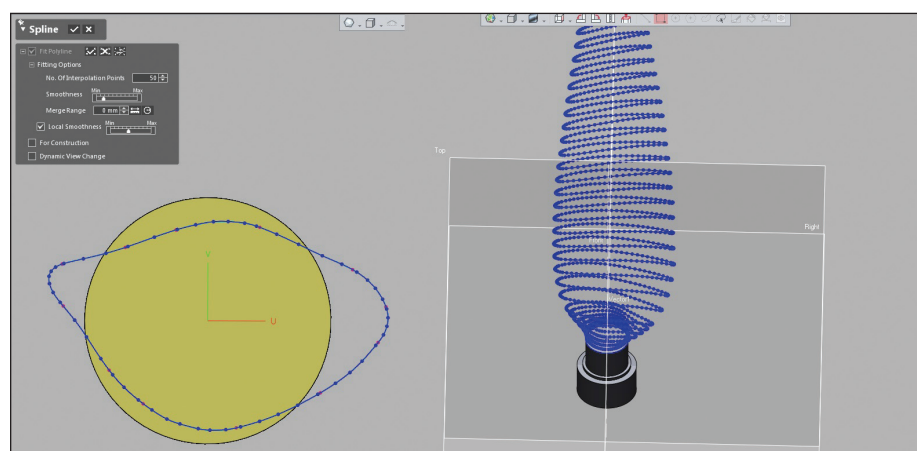 Spline
Fit Polyline
Fitting Options
No. Of Interpolation Points 50
Smoothness Min Max
Merge Range 0 mm
Local Smoothness Min Max
For Construction
Dynamic View Change
Top
Right
Front
V
U